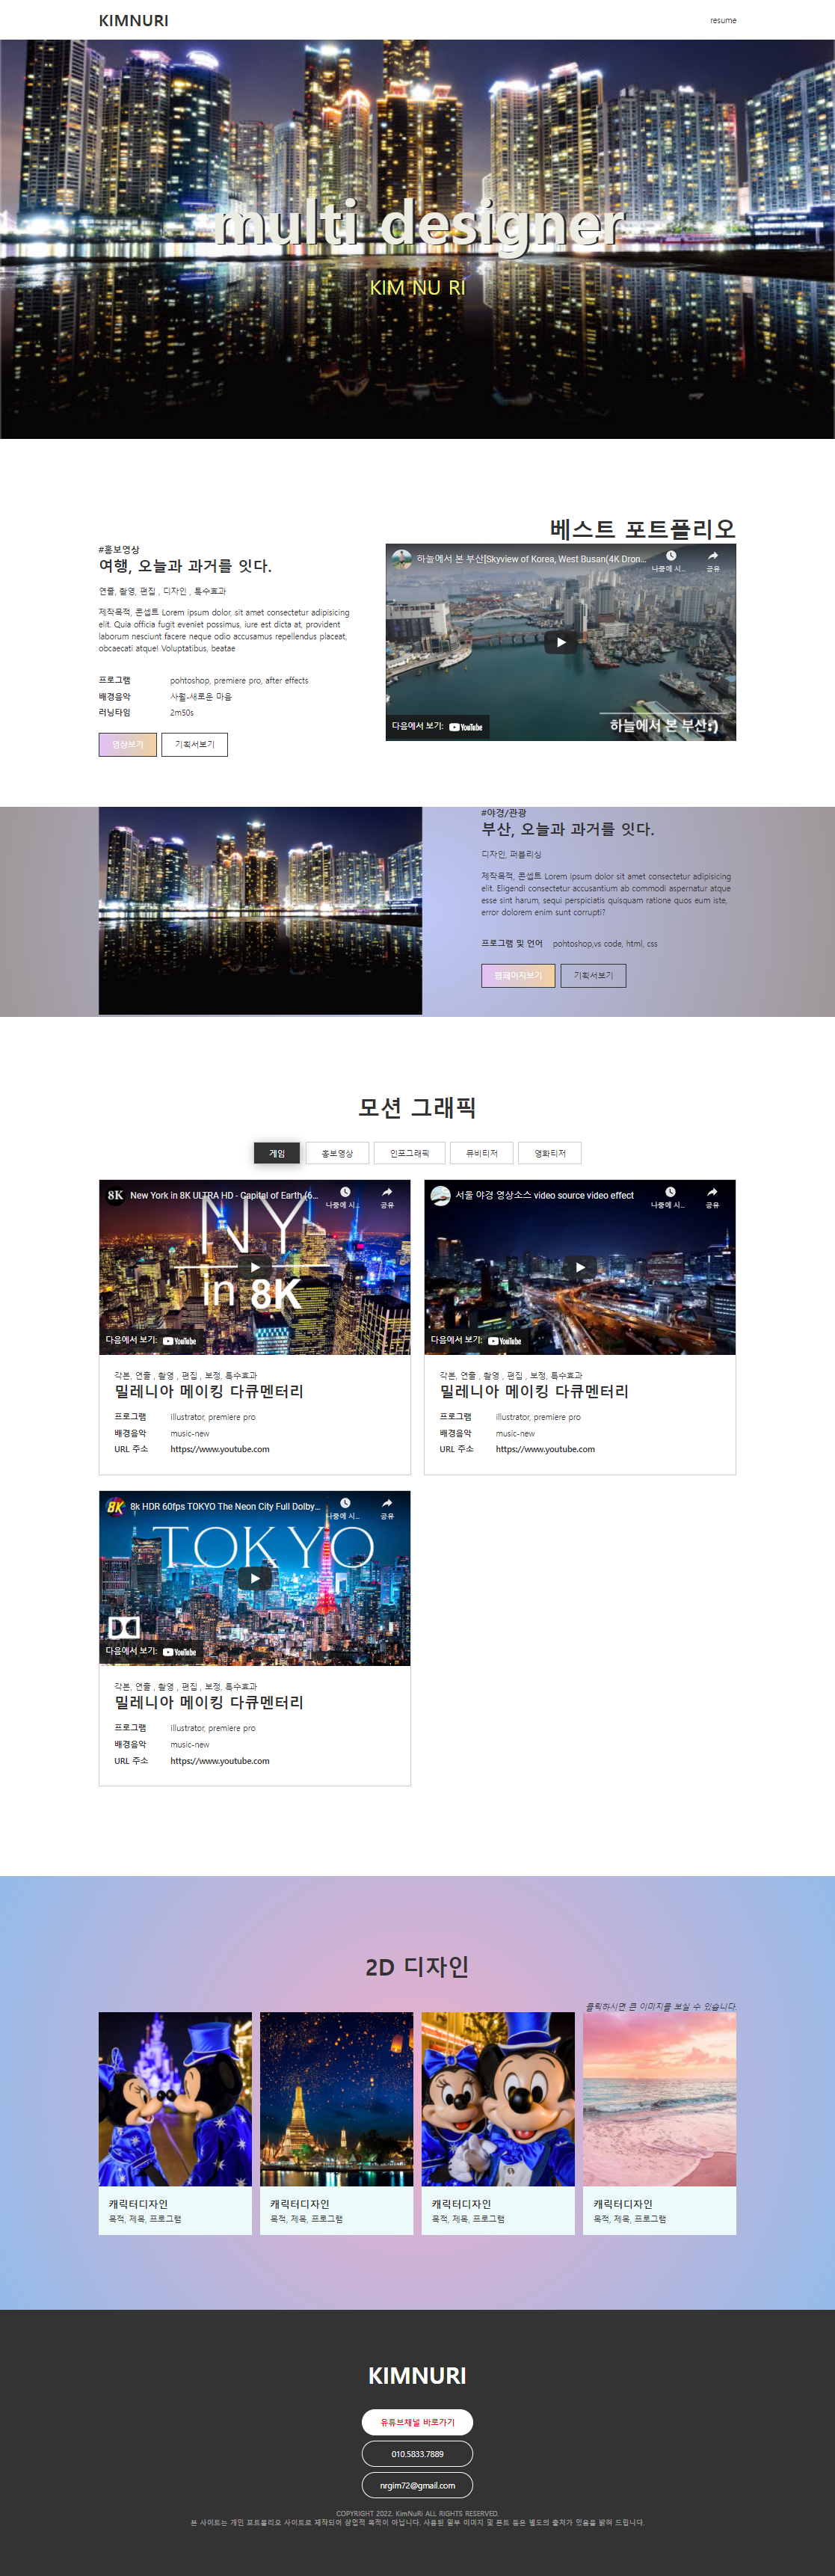 KIMNURI
resume
multi designer
KIM NU RI
베스트 포트폴리오
#홍보영상
여행, 오늘과 과거를 잇다.
연출, 촬영, 편집 , 디자인 , 특수효과
제작목적, 콘셉트 Lorem ipsum dolor, sit amet consectetur adipisicing
elit. Quia officia fugit eveniet possimus, iure est dicta at, provident
laborum nesciunt facere neque odio accusamus repellendus placeat,
obcaecati atque! Voluptatibus, beatae
프로그램 pohtoshop, premiere pro, after effects
배경음악 사월-새로운 마음
러닝타임 2m50s
영상보기 기획서보기
하늘에서 본 부산[Skyview of Korea, West Busan(4K Dron...
나중에 시... 공유
다음에서 보기: YouTube
하늘에서 본 부산:)
#야경/관광
부산, 오늘과 과거를 잇다.
디자인, 퍼블리싱
제작목적, 콘셉트 Lorem ipsum dolor sit amet consectetur adipisicing
elit. Eligendi consectetur accusantium ab commodi aspernatur atque
esse sint harum, sequi perspiciatis quisquam ratione quos eum iste,
error dolorem enim sunt corrupti?
프로그램 및 언어 pohtoshop,vs code, html, css
웹페이지보기 기획서보기
모션 그래픽
게임 홍보영상 인포그래픽 뮤비티저 영화티저
8K New York in 8K ULTRA HD - Capital of Earth (6...
나중에 시... 공유
NY
in 8K
다음에서 보기: YouTube
각본, 연출 , 촬영 , 편집 , 보정, 특수효과
밀레니아 메이킹 다큐멘터리
프로그램 illustrator, premiere pro
배경음악 music-new
URL 주소 https://www.youtube.com
서울 야경 영상소스 video source video effect
나중에 시... 공유
다음에서 보기: YouTube
각본, 연출 , 촬영 , 편집 , 보정, 특수효과
밀레니아 메이킹 다큐멘터리
프로그램 illustrator, premiere pro
배경음악 music-new
URL 주소 https://www.youtube.com
8K 8k HDR 60fps TOKYO The Neon City Full Dolby...
나중에 시... 공유
TOKYO
다음에서 보기: YouTube
각본, 연출 , 촬영 , 편집 , 보정, 특수효과
밀레니아 메이킹 다큐멘터리
프로그램 illustrator, premiere pro
배경음악 music-new
URL 주소 https://www.youtube.com
2D 디자인
클릭하시면 큰 이미지를 보실 수 있습니다.
캐릭터디자인
목적, 제목, 프로그램
캐릭터디자인
목적, 제목, 프로그램
캐릭터디자인
목적, 제목, 프로그램
캐릭터디자인
목적, 제목, 프로그램
KIMNURI
유튜브채널 바로가기
010.5833.7889
nrgim72@gmail.com
COPYRIGHT 2022. KimNuRi ALL RIGHTS RESERVED.
본 사이트는 개인 포트폴리오 사이트로 제작되어 상업적 목적이 아닙니다. 사용된 일부 이미지 및 폰트 등은 별도의 출처가 있음을 밝혀 드립니다.